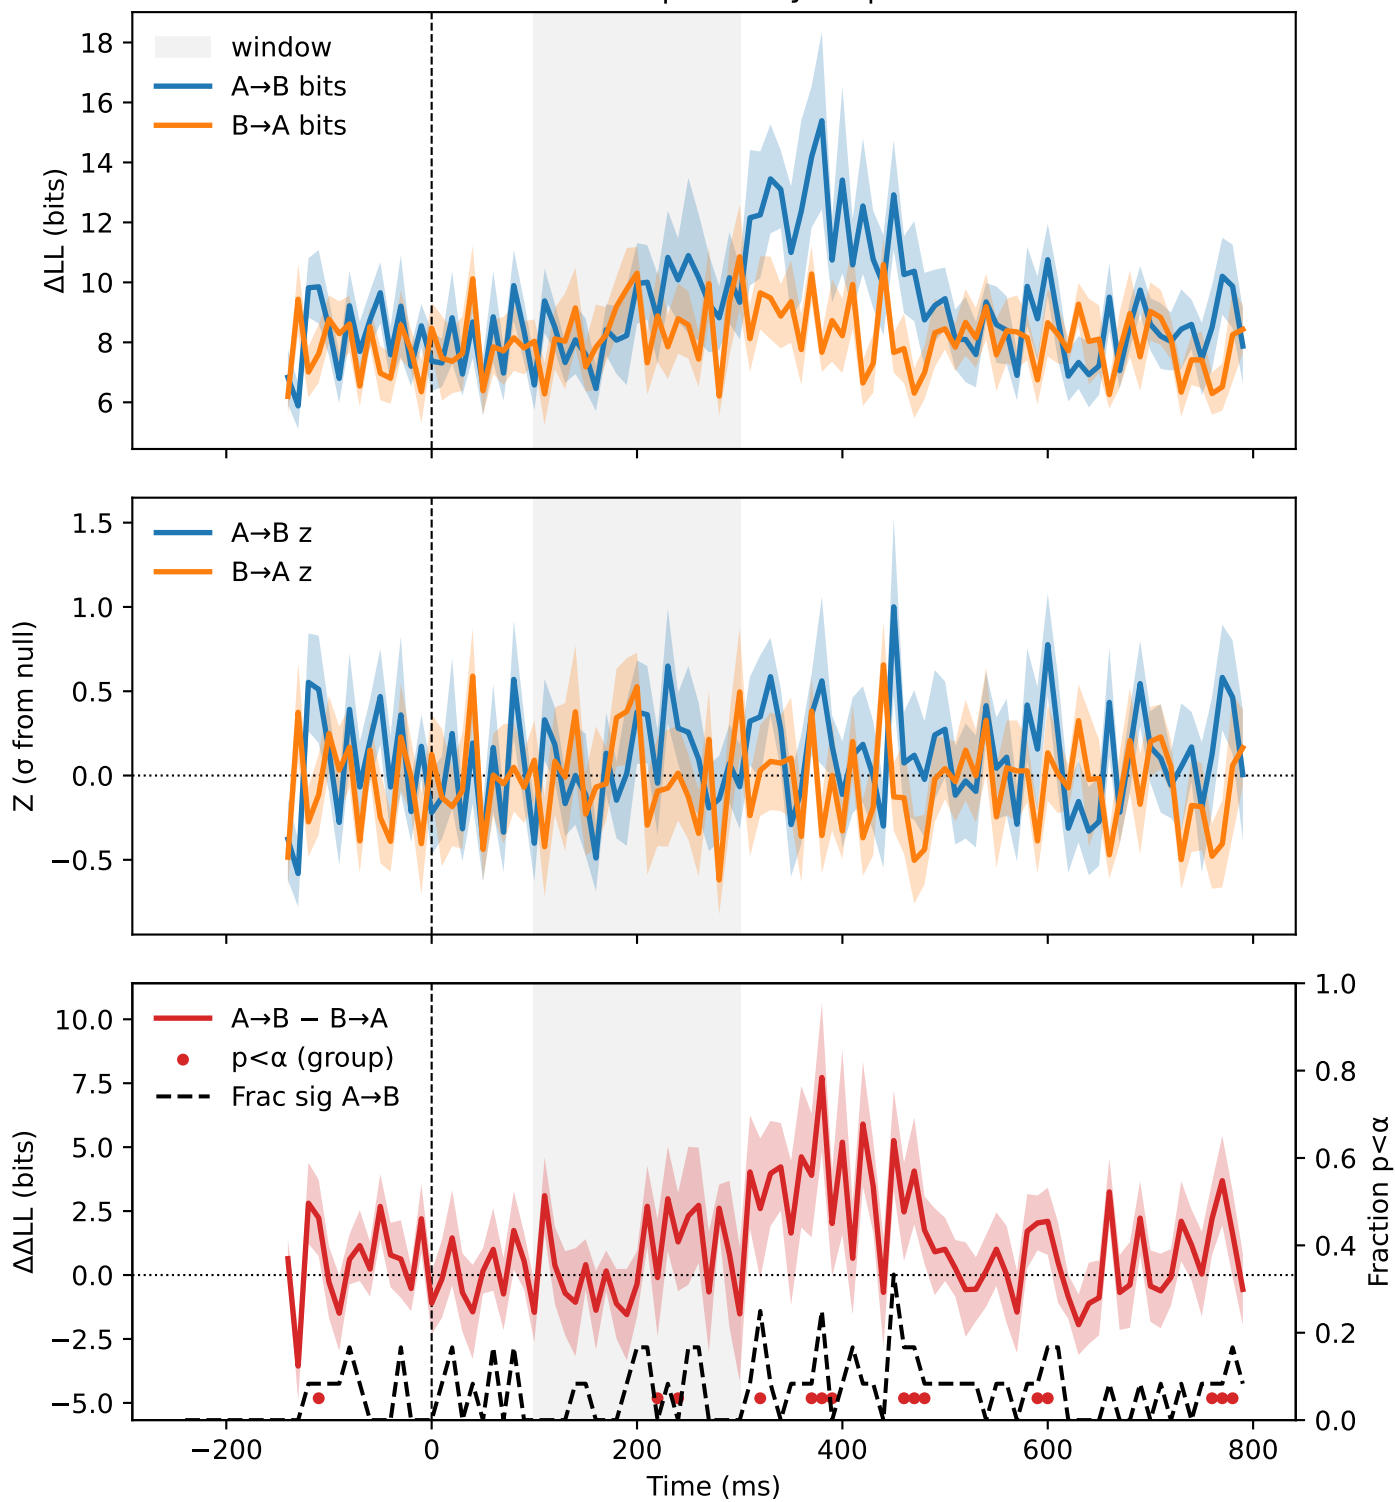 18
16
14
12
10
8
6
ΔLL (bits)
window
A→B bits
B→A bits
1.5
1.0
0.5
0.0
−0.5
Z (σ from null)
A→B z
B→A z
10.0
7.5
5.0
2.5
0.0
−2.5
−5.0
ΔΔLL (bits)
A→B − B→A
p<α (group)
Frac sig A→B
1.0
0.8
0.6
0.4
0.2
0.0
Fraction p<α
−200 0 200 400 600 800
Time (ms)